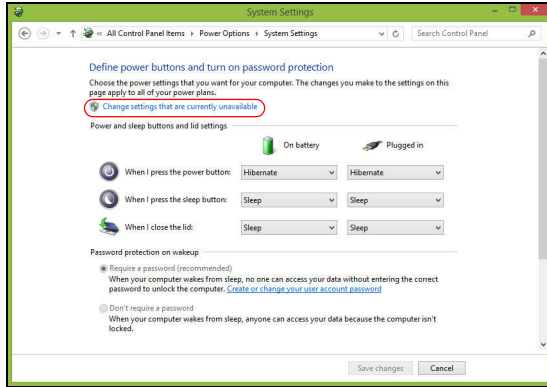 System Settings
« All Control Panel Items › Power Options › System Settings
Search Control Panel
Define power buttons and turn on password protection
Choose the power settings that you want for your computer. The changes you make to the settings on this
page apply to all of your power plans.
Change settings that are currently unavailable
Power and sleep buttons and lid settings
On battery Plugged in
When I press the power button: Hibernate Hibernate
When I press the sleep button: Sleep Sleep
When I close the lid: Sleep Sleep
Password protection on wakeup
Require a password (recommended)
When your computer wakes from sleep, no one can access your data without entering the correct
password to unlock the computer. Create or change your user account password
Don't require a password
When your computer wakes from sleep, anyone can access your data because the computer isn't
locked.
Save changes Cancel